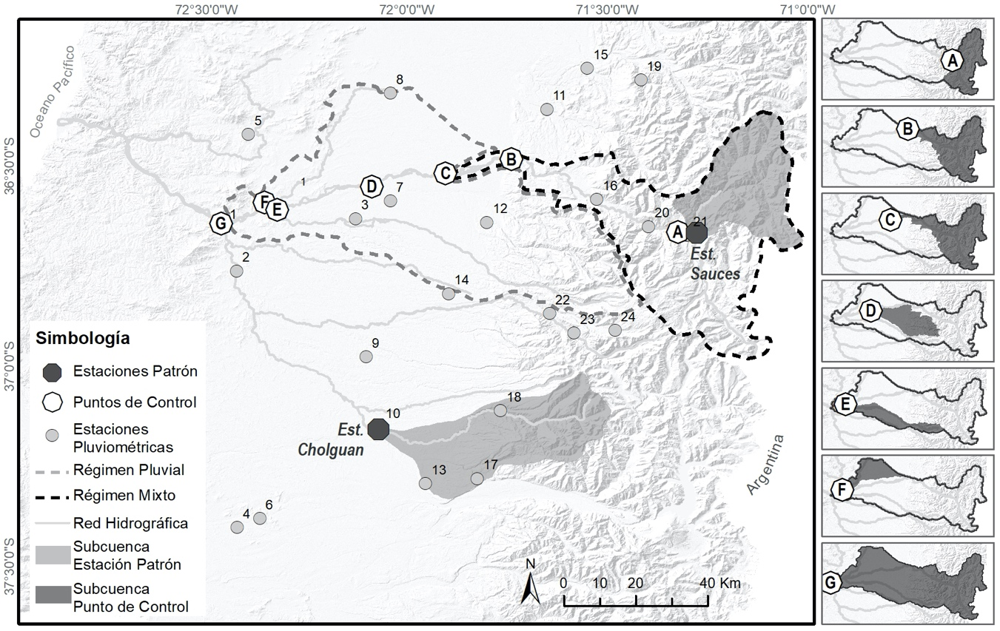 72°30'0"W
72°0'0"W
71°30'0"W
71°0'0"W
36°30'0"S
37°0'0"S
37°30'0"S
Oceano Pacífico
15
19
8
11
5
B
C
D
1
7
16
F
E
3
12
20
G
1
A
21
Est.
Sauces
2
14
22
23
24
9
18
10
Est.
Cholguan
13
17
4
6
Argentina
Simbología
Estaciones Patrón
Puntos de Control
Estaciones
Pluviométricas
Régimen Pluvial
Régimen Mixto
Red Hidrográfica
Subcuenca
Estación Patrón
Subcuenca
Punto de Control
N
0 10 20 40 Km
A
B
C
D
E
F
G